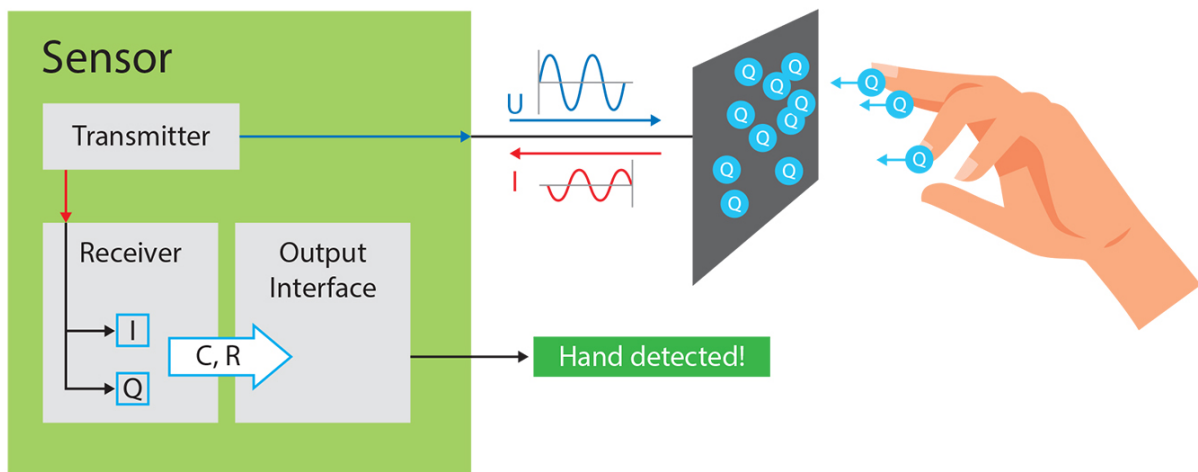 Sensor
Transmitter
U
I
Receiver
I
Q
C, R
Output
Interface
Hand detected!
Q
Q
Q
Q
Q
Q
Q
Q
Q
Q
Q
Q
Q